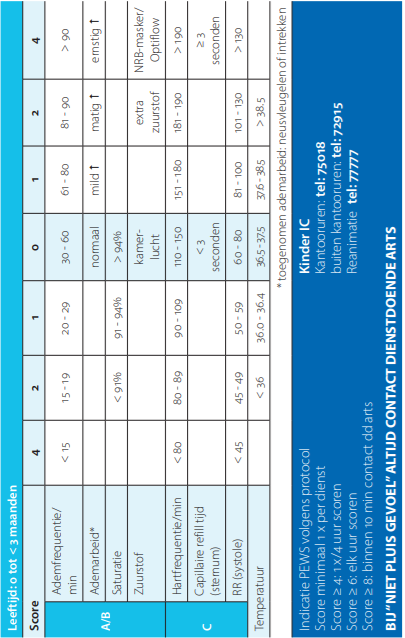 Leeftijd: 0 tot < 3 maanden
Score 4 2 1 0 1 2 4
A/B
Ademfrequentie/min < 15 15 - 19 20 - 29 30 - 60 61 - 80 81 - 90 > 90
Ademarbeid* normaal mild ↑ matig ↑ ernstig ↑
Saturatie < 91% 91 - 94% > 94%
Zuurstof kamer-lucht extra zuurstof NRB-masker/Optiflow
C
Hartfrequentie/min < 80 80 - 89 90 - 109 110 - 150 151 - 180 181 - 190 > 190
Capillaire refill tijd (sternum) < 3 seconden ≥ 3 seconden
RR (systole) < 45 45 - 49 50 - 59 60 - 80 81 - 100 101 - 130 > 130
Temperatuur < 36 36.0 - 36.4 36.5 - 37.5 37.6 - 38.5 > 38.5
*toegenomen ademarbeid: neusvleugelen of intrekken
Indicatie PEWS volgens protocol
Score minimaal 1 x per dienst
Score ≥ 4: 1 x/4 uur scoren
Score ≥ 6: elk uur scoren
Score ≥ 8: binnen 10 min contact dd arts
Kinder IC
Kantooruren: tel: 75018
buiten kantooruren: tel: 72915
Reanimatie tel: 77777
BIJ "NIET PLUIS GEVOEL" ALTIJD CONTACT DIENSTDOENDE ARTS